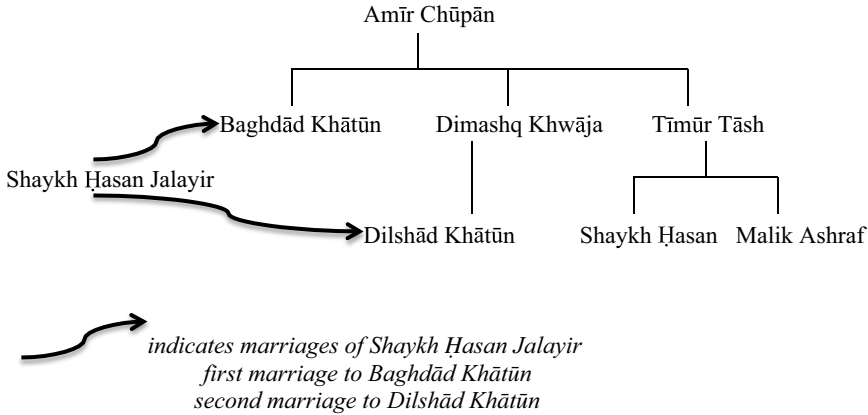 Amīr Chūpān
Baghdād Khātūn Dimashq Khwāja Tīmūr Tāsh
Shaykh Ḥasan Jalayir
Dilshād Khātūn Shaykh Ḥasan Malik Ashraf
indicates marriages of Shaykh Ḥasan Jalayir
first marriage to Baghdād Khātūn
second marriage to Dilshād Khātūn